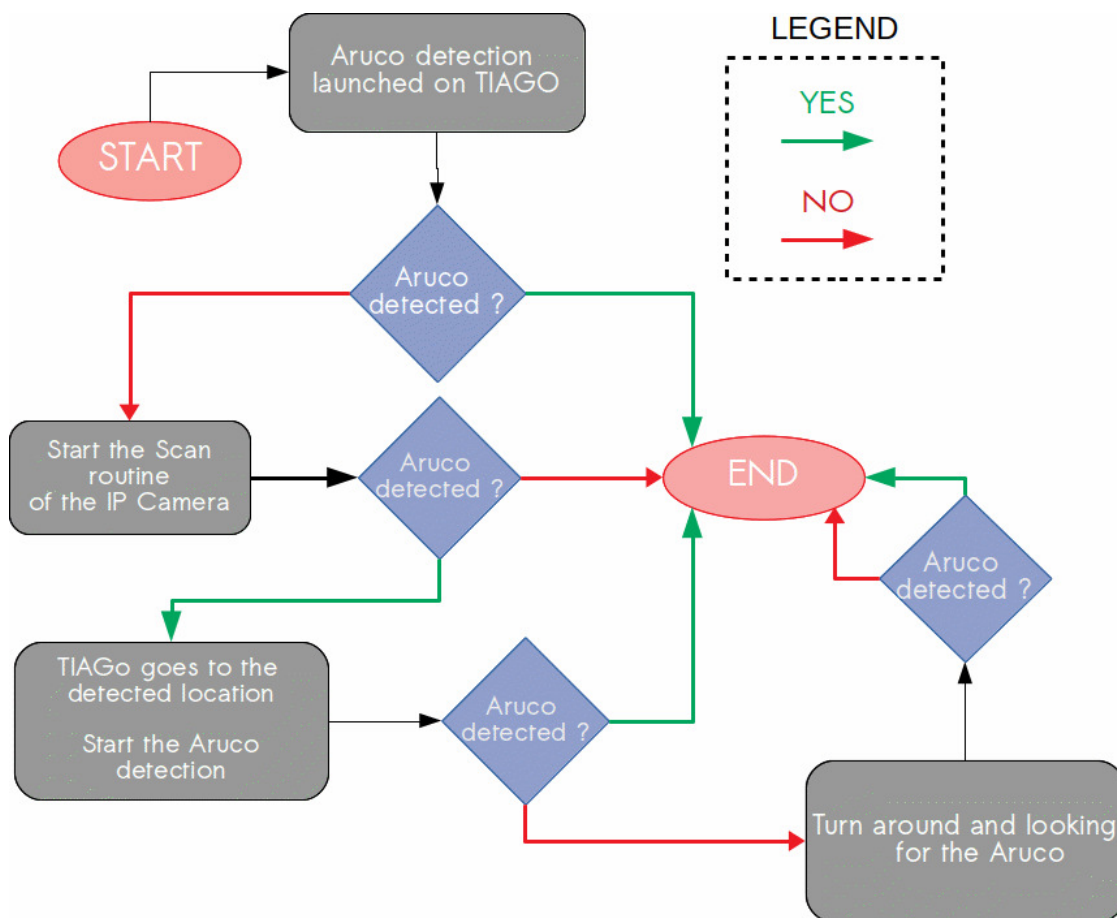 LEGEND
YES
NO
START
Aruco detection
launched on TIAGO
Aruco
detected ?
Start the Scan
routine
of the IP Camera
Aruco
detected ?
END
Aruco
detected ?
TIAGo goes to the
detected location
Start the Aruco
detection
Aruco
detected ?
Turn around and looking
for the Aruco